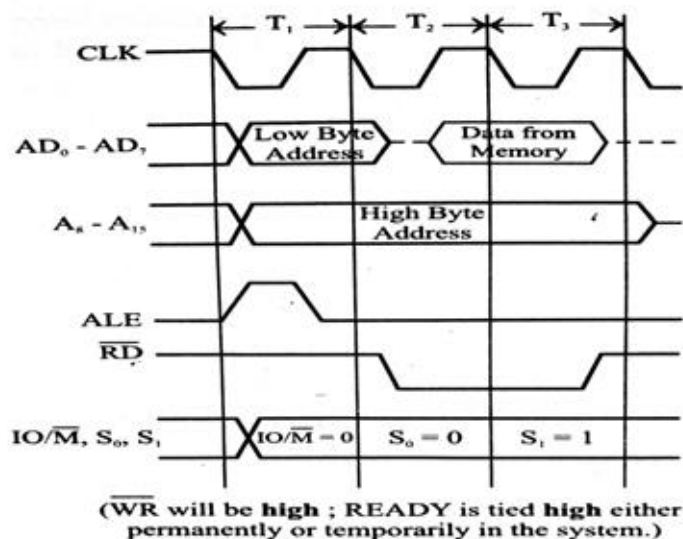 T₁ T₂ T₃
CLK
AD₀ - AD₇ Low Byte Address Data from Memory
A₈ - A₁₅ High Byte Address
ALE
R̅D̅
IO/M̅, S₀, S₁ IO/M̅ = 0 S₀ = 0 S₁ = 1
(W̅R̅ will be high ; READY is tied high either
permanently or temporarily in the system.)